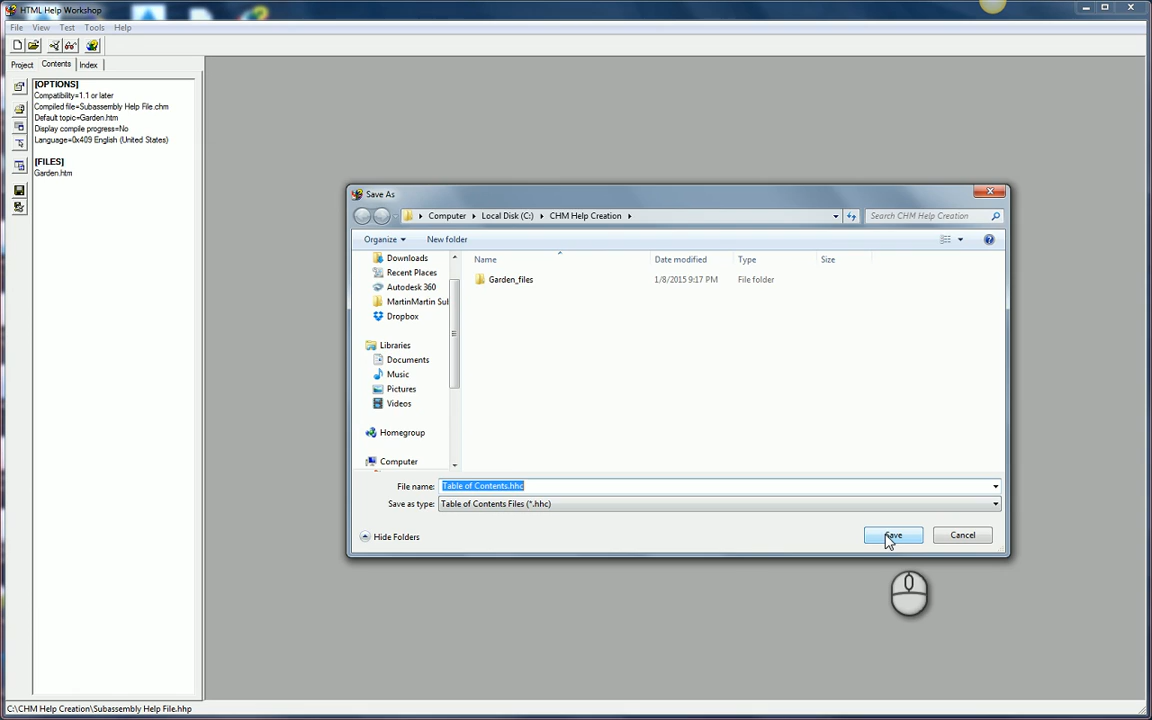 HTML Help Workshop
File View Test Tools Help
Project Contents Index
[OPTIONS]
Compatibility=1.1 or later
Compiled file=Subassembly Help File.chm
Default topic=Garden.htm
Display compile progress=No
Language=0x409 English (United States)
[FILES]
Garden.htm
Save As
Computer Local Disk (C:) CHM Help Creation
Search CHM Help Creation
Organize New folder
Name Date modified Type Size
Garden_files 1/8/2015 9:17 PM File folder
Downloads
Recent Places
Autodesk 360
MartinMartin Sul
Dropbox
Libraries
Documents
Music
Pictures
Videos
Homegroup
Computer
File name: Table of Contents.hhc
Save as type: Table of Contents Files (*.hhc)
Hide Folders
Save Cancel
C:\CHM Help Creation\Subassembly Help File.hhp